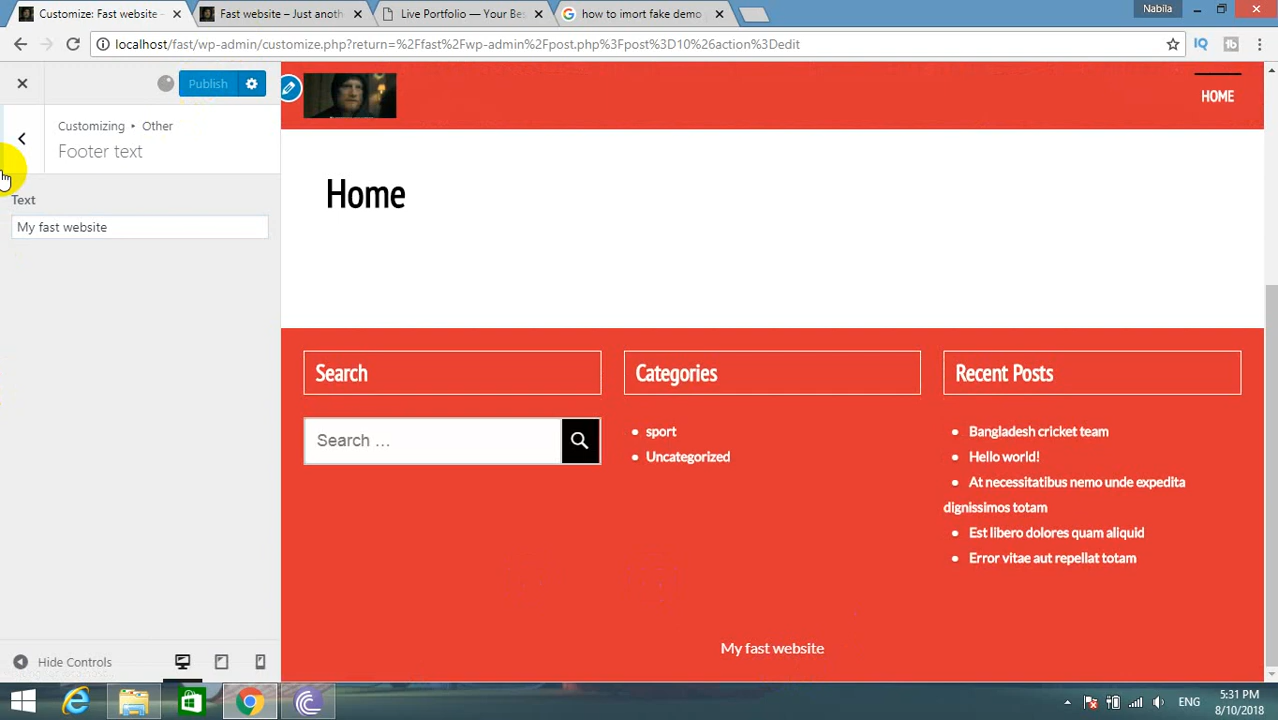 Customize: Fast website –
Fast website – Just anoth
Live Portfolio — Your Bes
how to imort fake demo
Nabila
localhost/fast/wp-admin/customize.php?return=%2Ffast%2Fwp-admin%2Fpost.php%3Fpost%3D10%26action%3Dedit
Publish
Customizing • Other
Footer text
Text
My fast website
Hide Controls
HOME
Home
Search
Search …
Categories
sport
Uncategorized
Recent Posts
Bangladesh cricket team
Hello world!
At necessitatibus nemo unde expedita
dignissimos totam
Est libero dolores quam aliquid
Error vitae aut repellat totam
My fast website
ENG
5:31 PM
8/10/2018